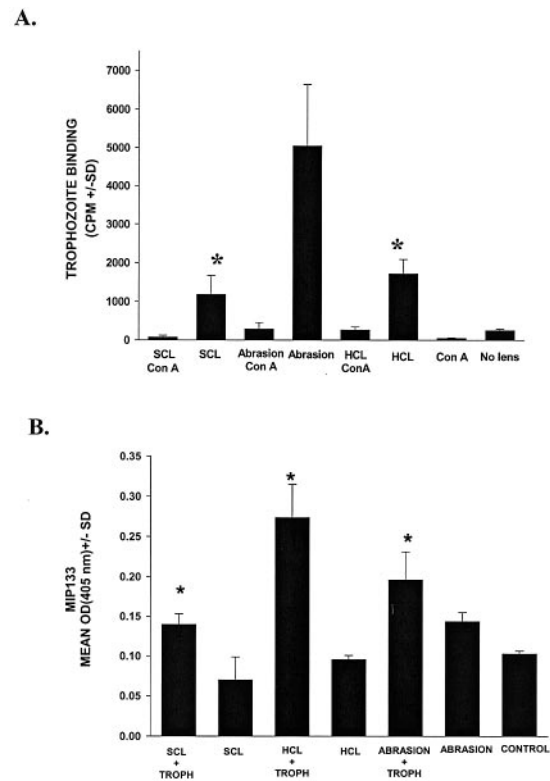 A.
TROPHOZOITE BINDING
(CPM +/-SD)
7000
6000
5000
4000
3000
2000
1000
0
*
*
SCL
Con A
SCL
Abrasion
Con A
Abrasion
HCL
ConA
HCL
Con A
No lens
B.
MIP133
MEAN OD(405 nm)+/- SD
0.35
0.30
0.25
0.20
0.15
0.10
0.05
0.00
*
*
*
SCL
+
TROPH
SCL
HCL
+
TROPH
HCL
ABRASION
+
TROPH
ABRASION
CONTROL